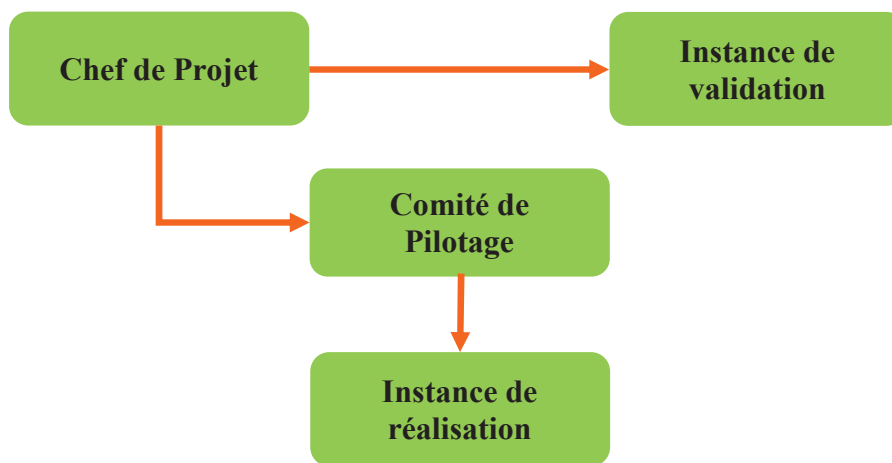 Chef de Projet
Instance de
validation
Comité de
Pilotage
Instance de
réalisation